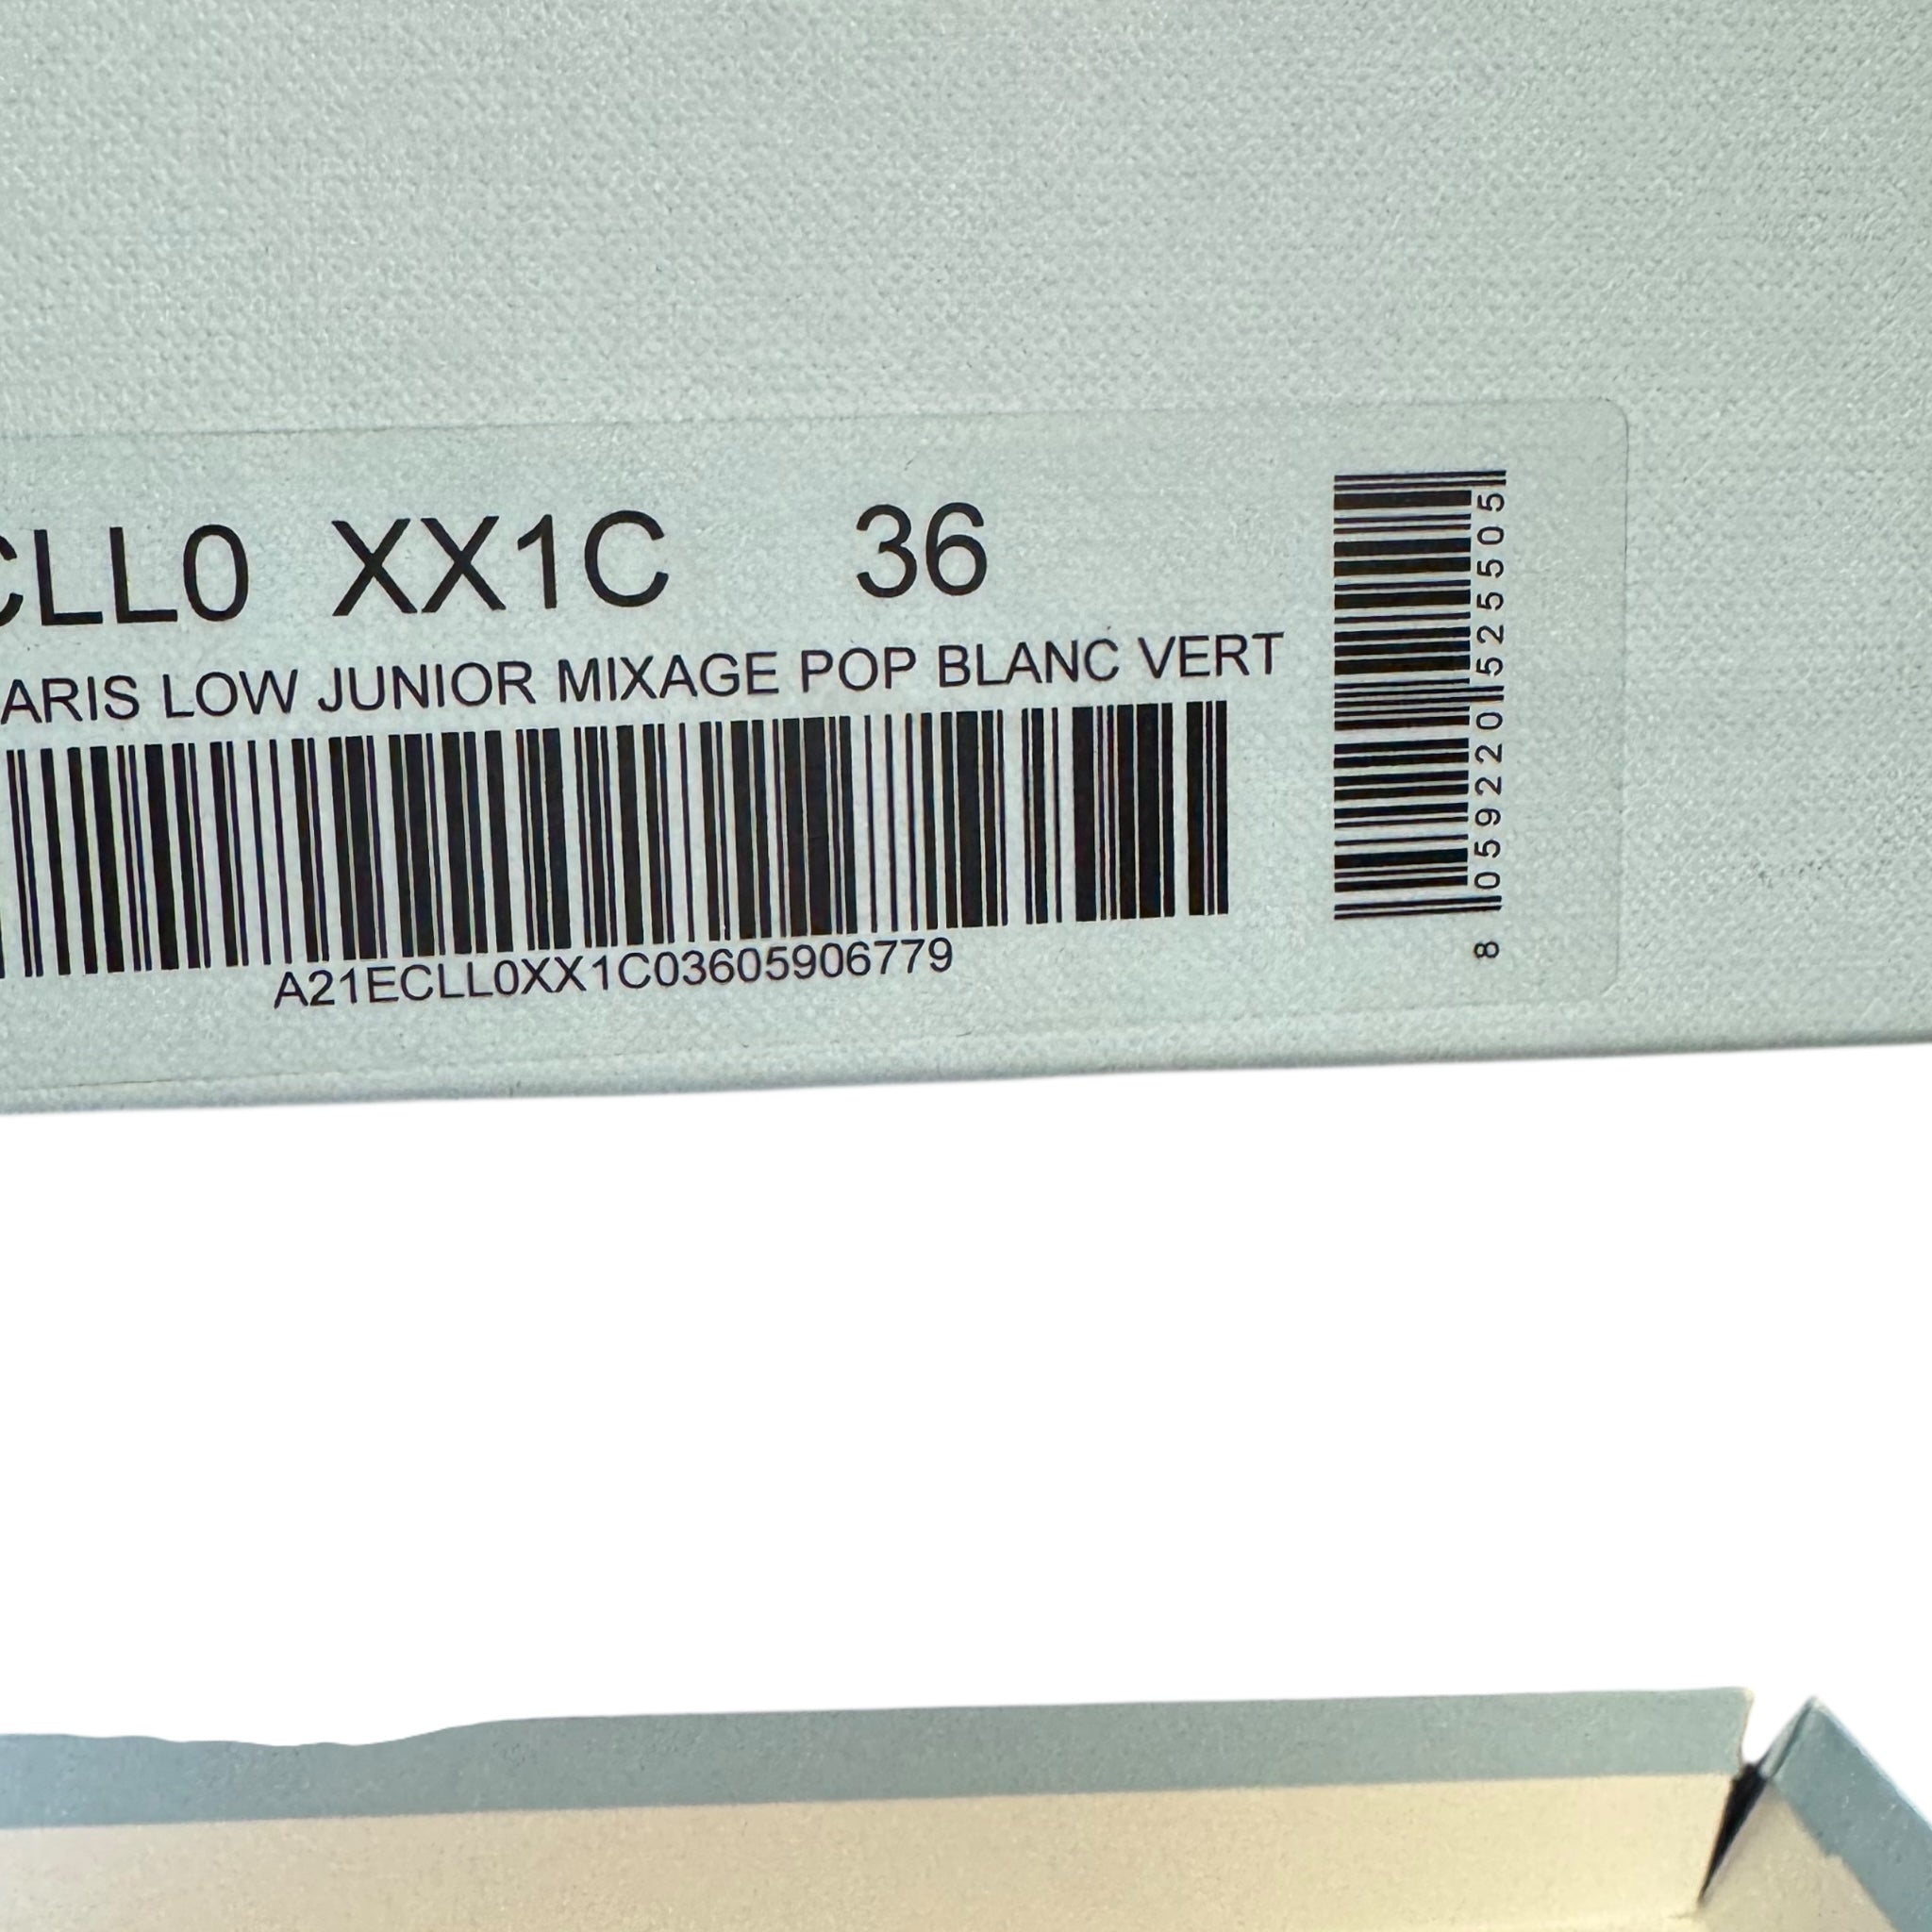 CLL0 XX1C 36
ARIS LOW JUNIOR MIXAGE POP BLANC VERT
A21ECLL0XX1C03605906779
8 059220 525505